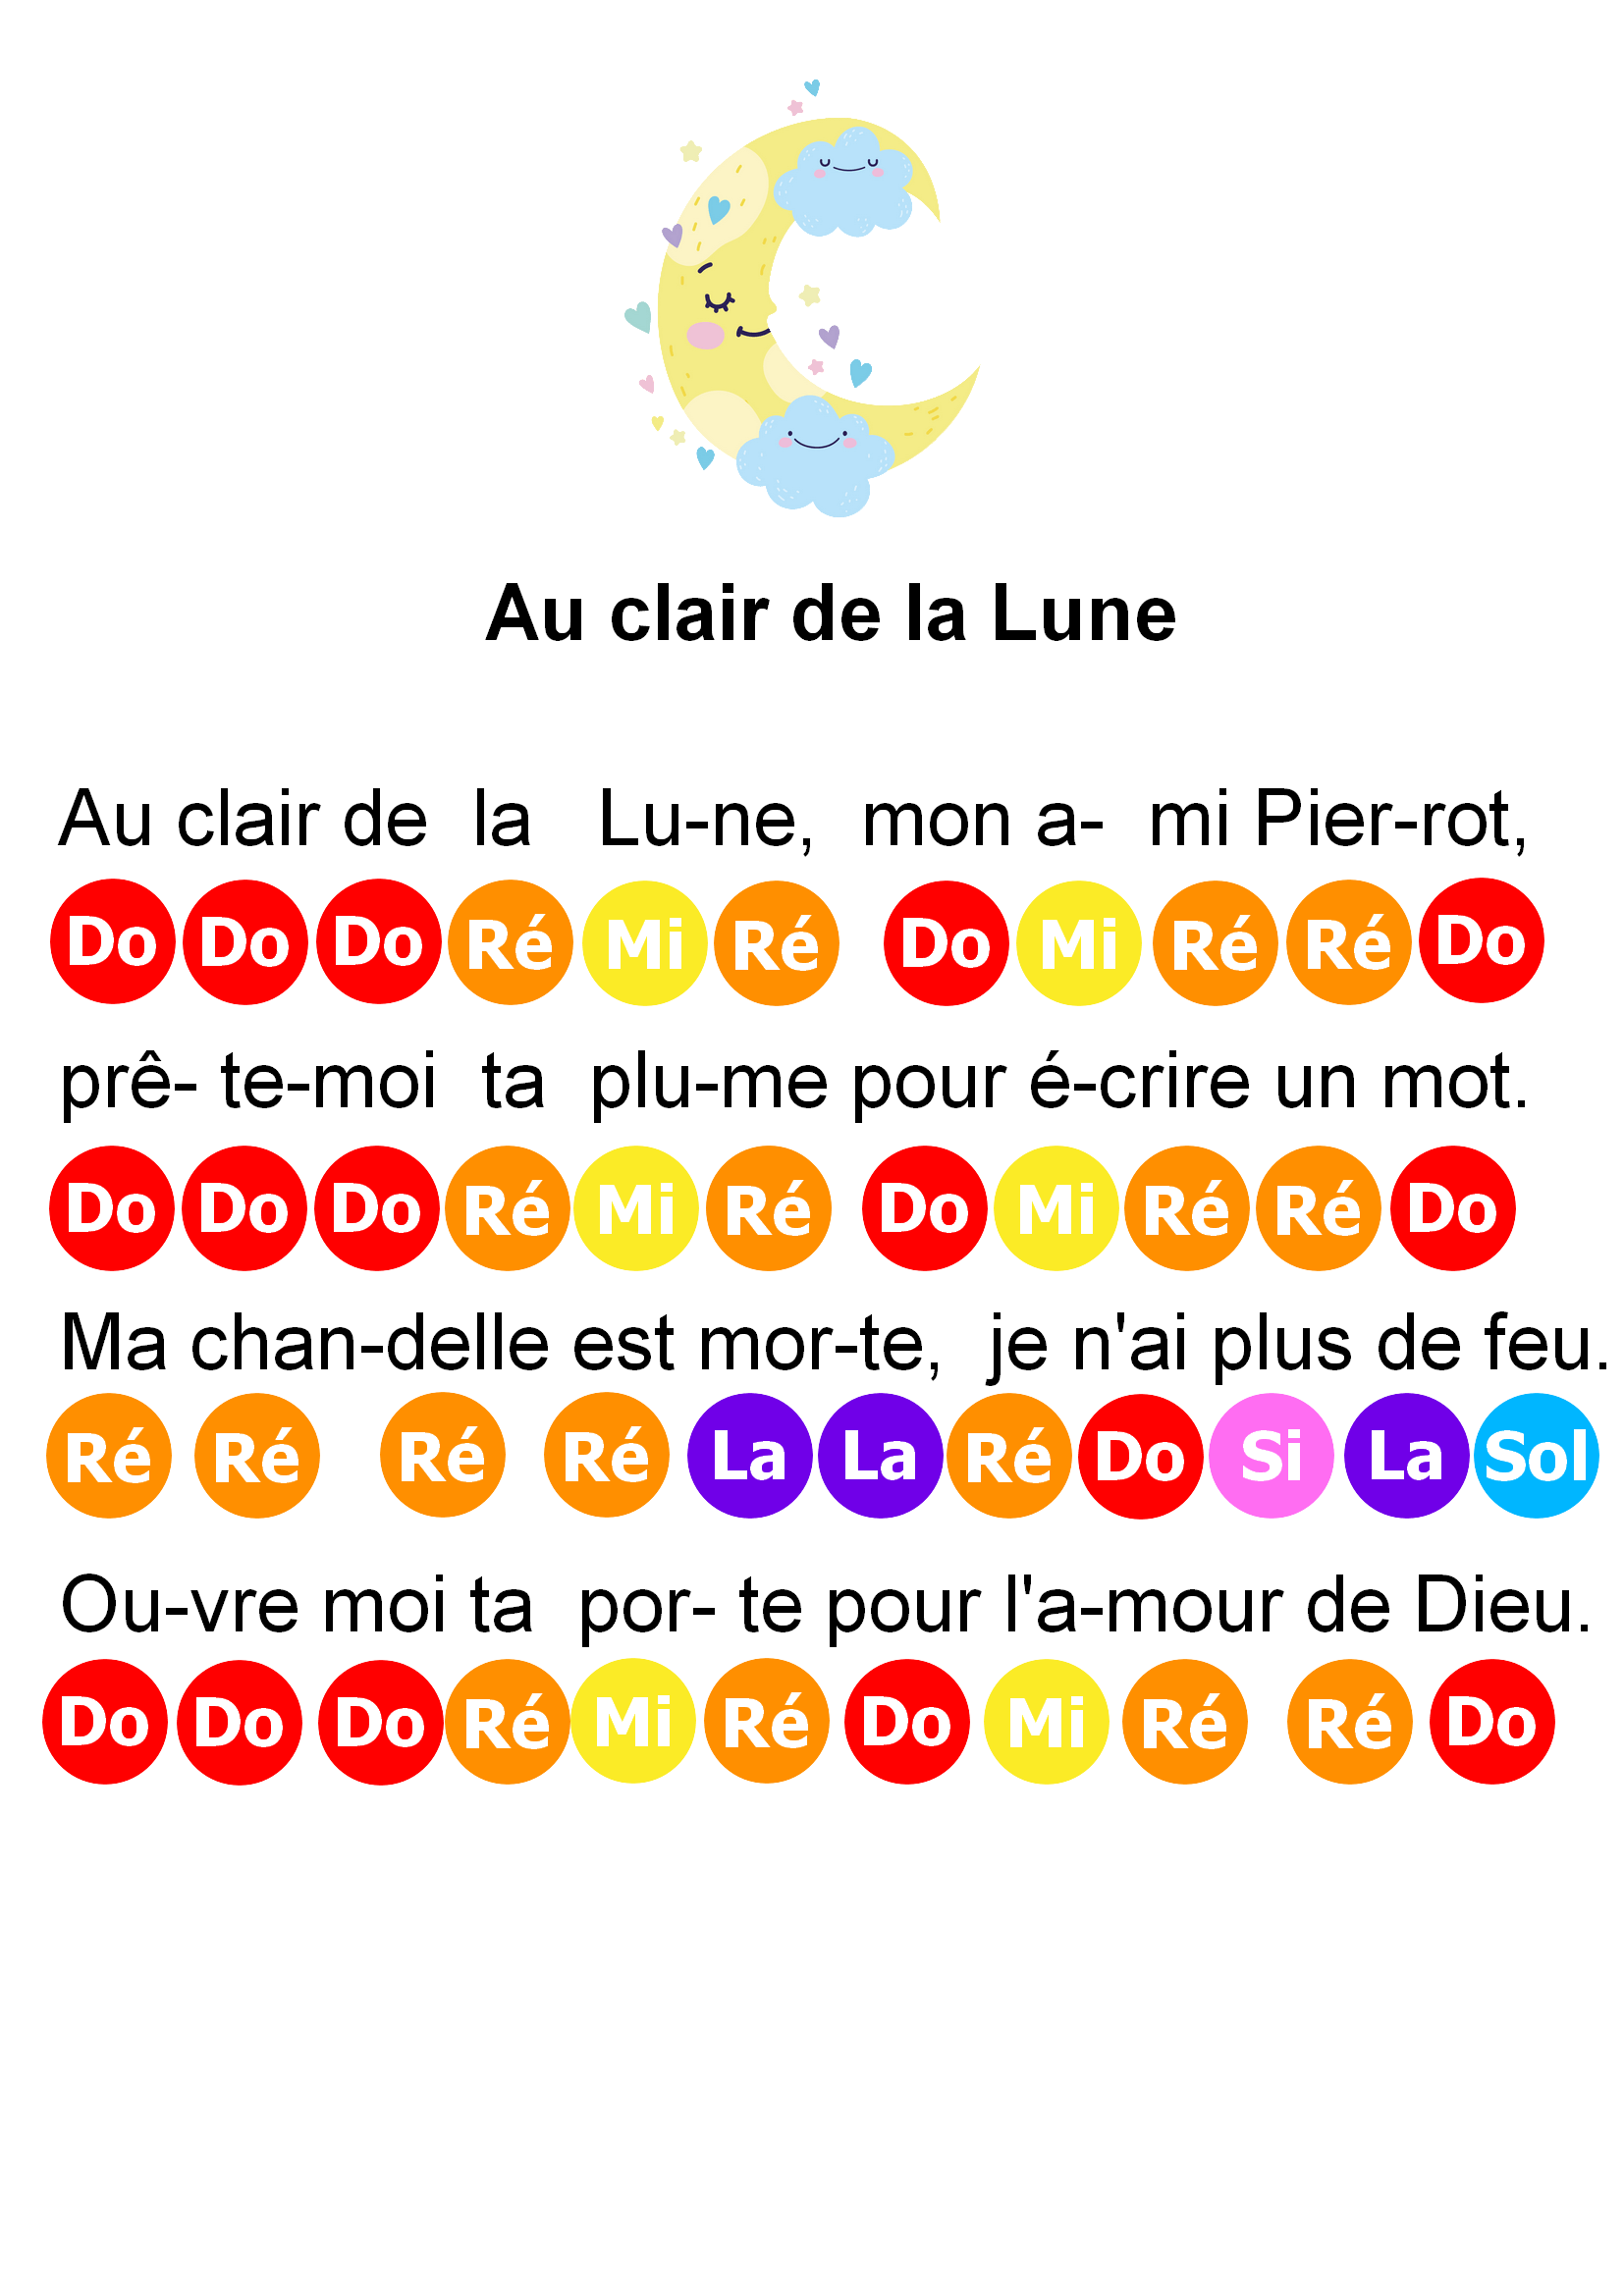 Au clair de la Lune
Au clair de la Lu-ne, mon a- mi Pier-rot,
Do Do Do Ré Mi Ré Do Mi Ré Ré Do
prê- te-moi ta plu-me pour é-crire un mot.
Do Do Do Ré Mi Ré Do Mi Ré Ré Do
Ma chan-delle est mor-te, je n'ai plus de feu.
Ré Ré Ré Ré La La Ré Do Si La Sol
Ou-vre moi ta por- te pour l'a-mour de Dieu.
Do Do Do Ré Mi Ré Do Mi Ré Ré Do